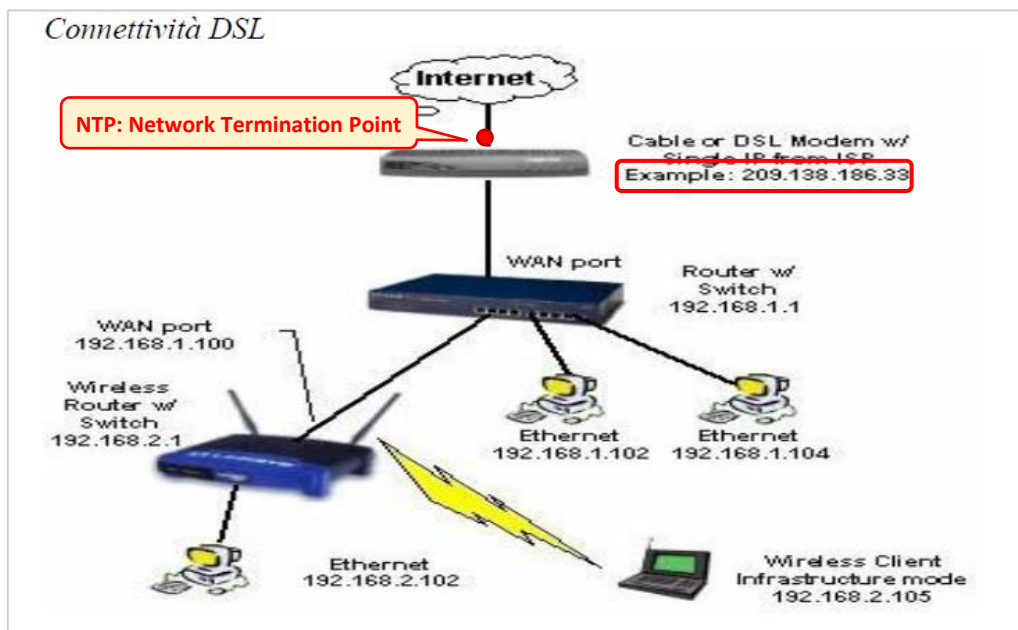 Connettività DSL
Internet
NTP: Network Termination Point
Cable or DSL Modem w/
Single IP from ISP
Example: 209.138.186.33
WAN port
Router w/
Switch
192.168.1.1
WAN port
192.168.1.100
Wireless
Router w/
Switch
192.168.2.1
Ethernet
192.168.1.102
Ethernet
192.168.1.104
Ethernet
192.168.2.102
Wireless Client
Infrastructure mode
192.168.2.105